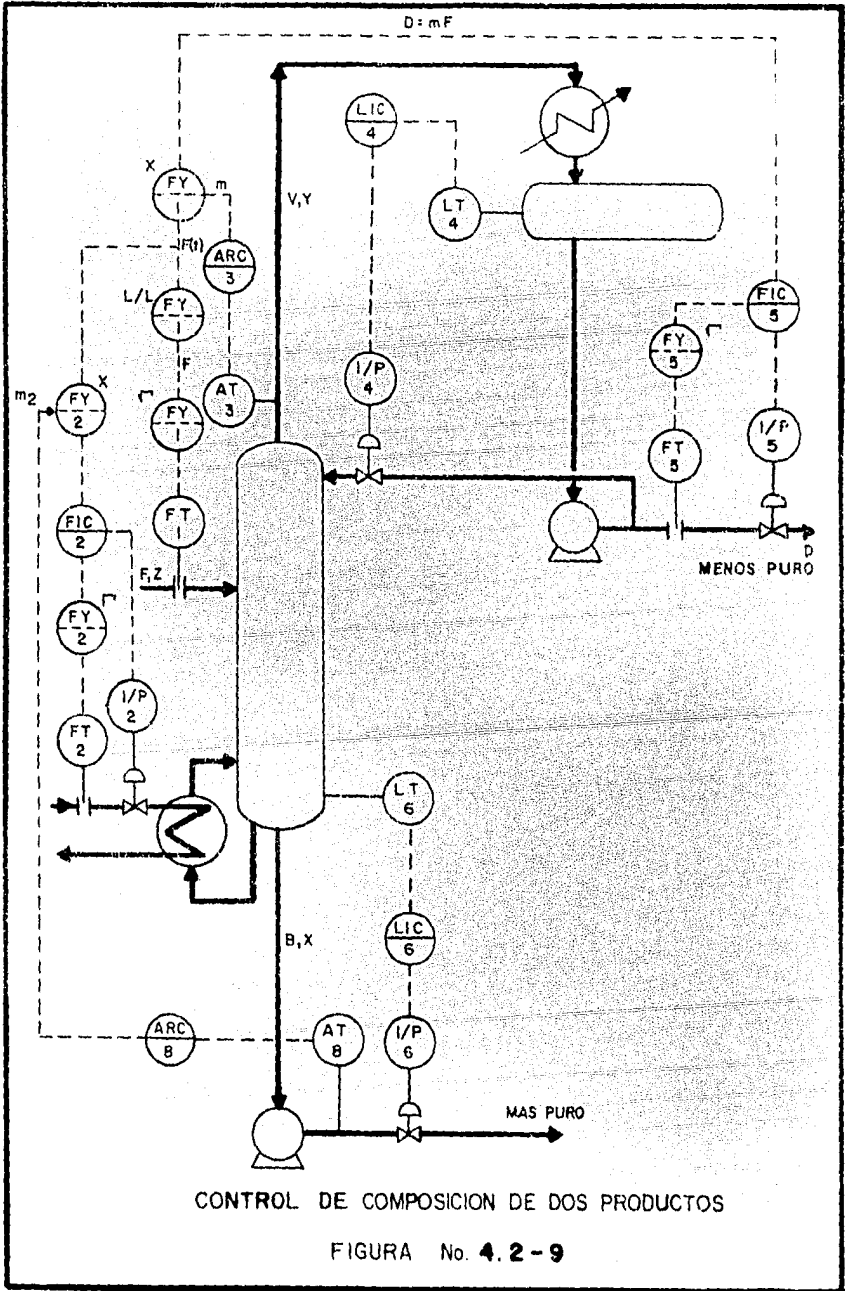 D = mF
LIC
4
X
FY
m
V,Y
LT
4
F(t)
ARC
3
L/L
FY
FIC
5
FY
5
F
m2
X
FY
2
FY
AT
3
I/P
4
FT
5
I/P
5
FIC
2
FT
D
MENOS PURO
F,Z
FY
2
I/P
2
FT
2
LT
6
LIC
6
B,X
ARC
8
AT
8
I/P
6
MAS PURO
CONTROL DE COMPOSICION DE DOS PRODUCTOS
FIGURA No. 4.2-9